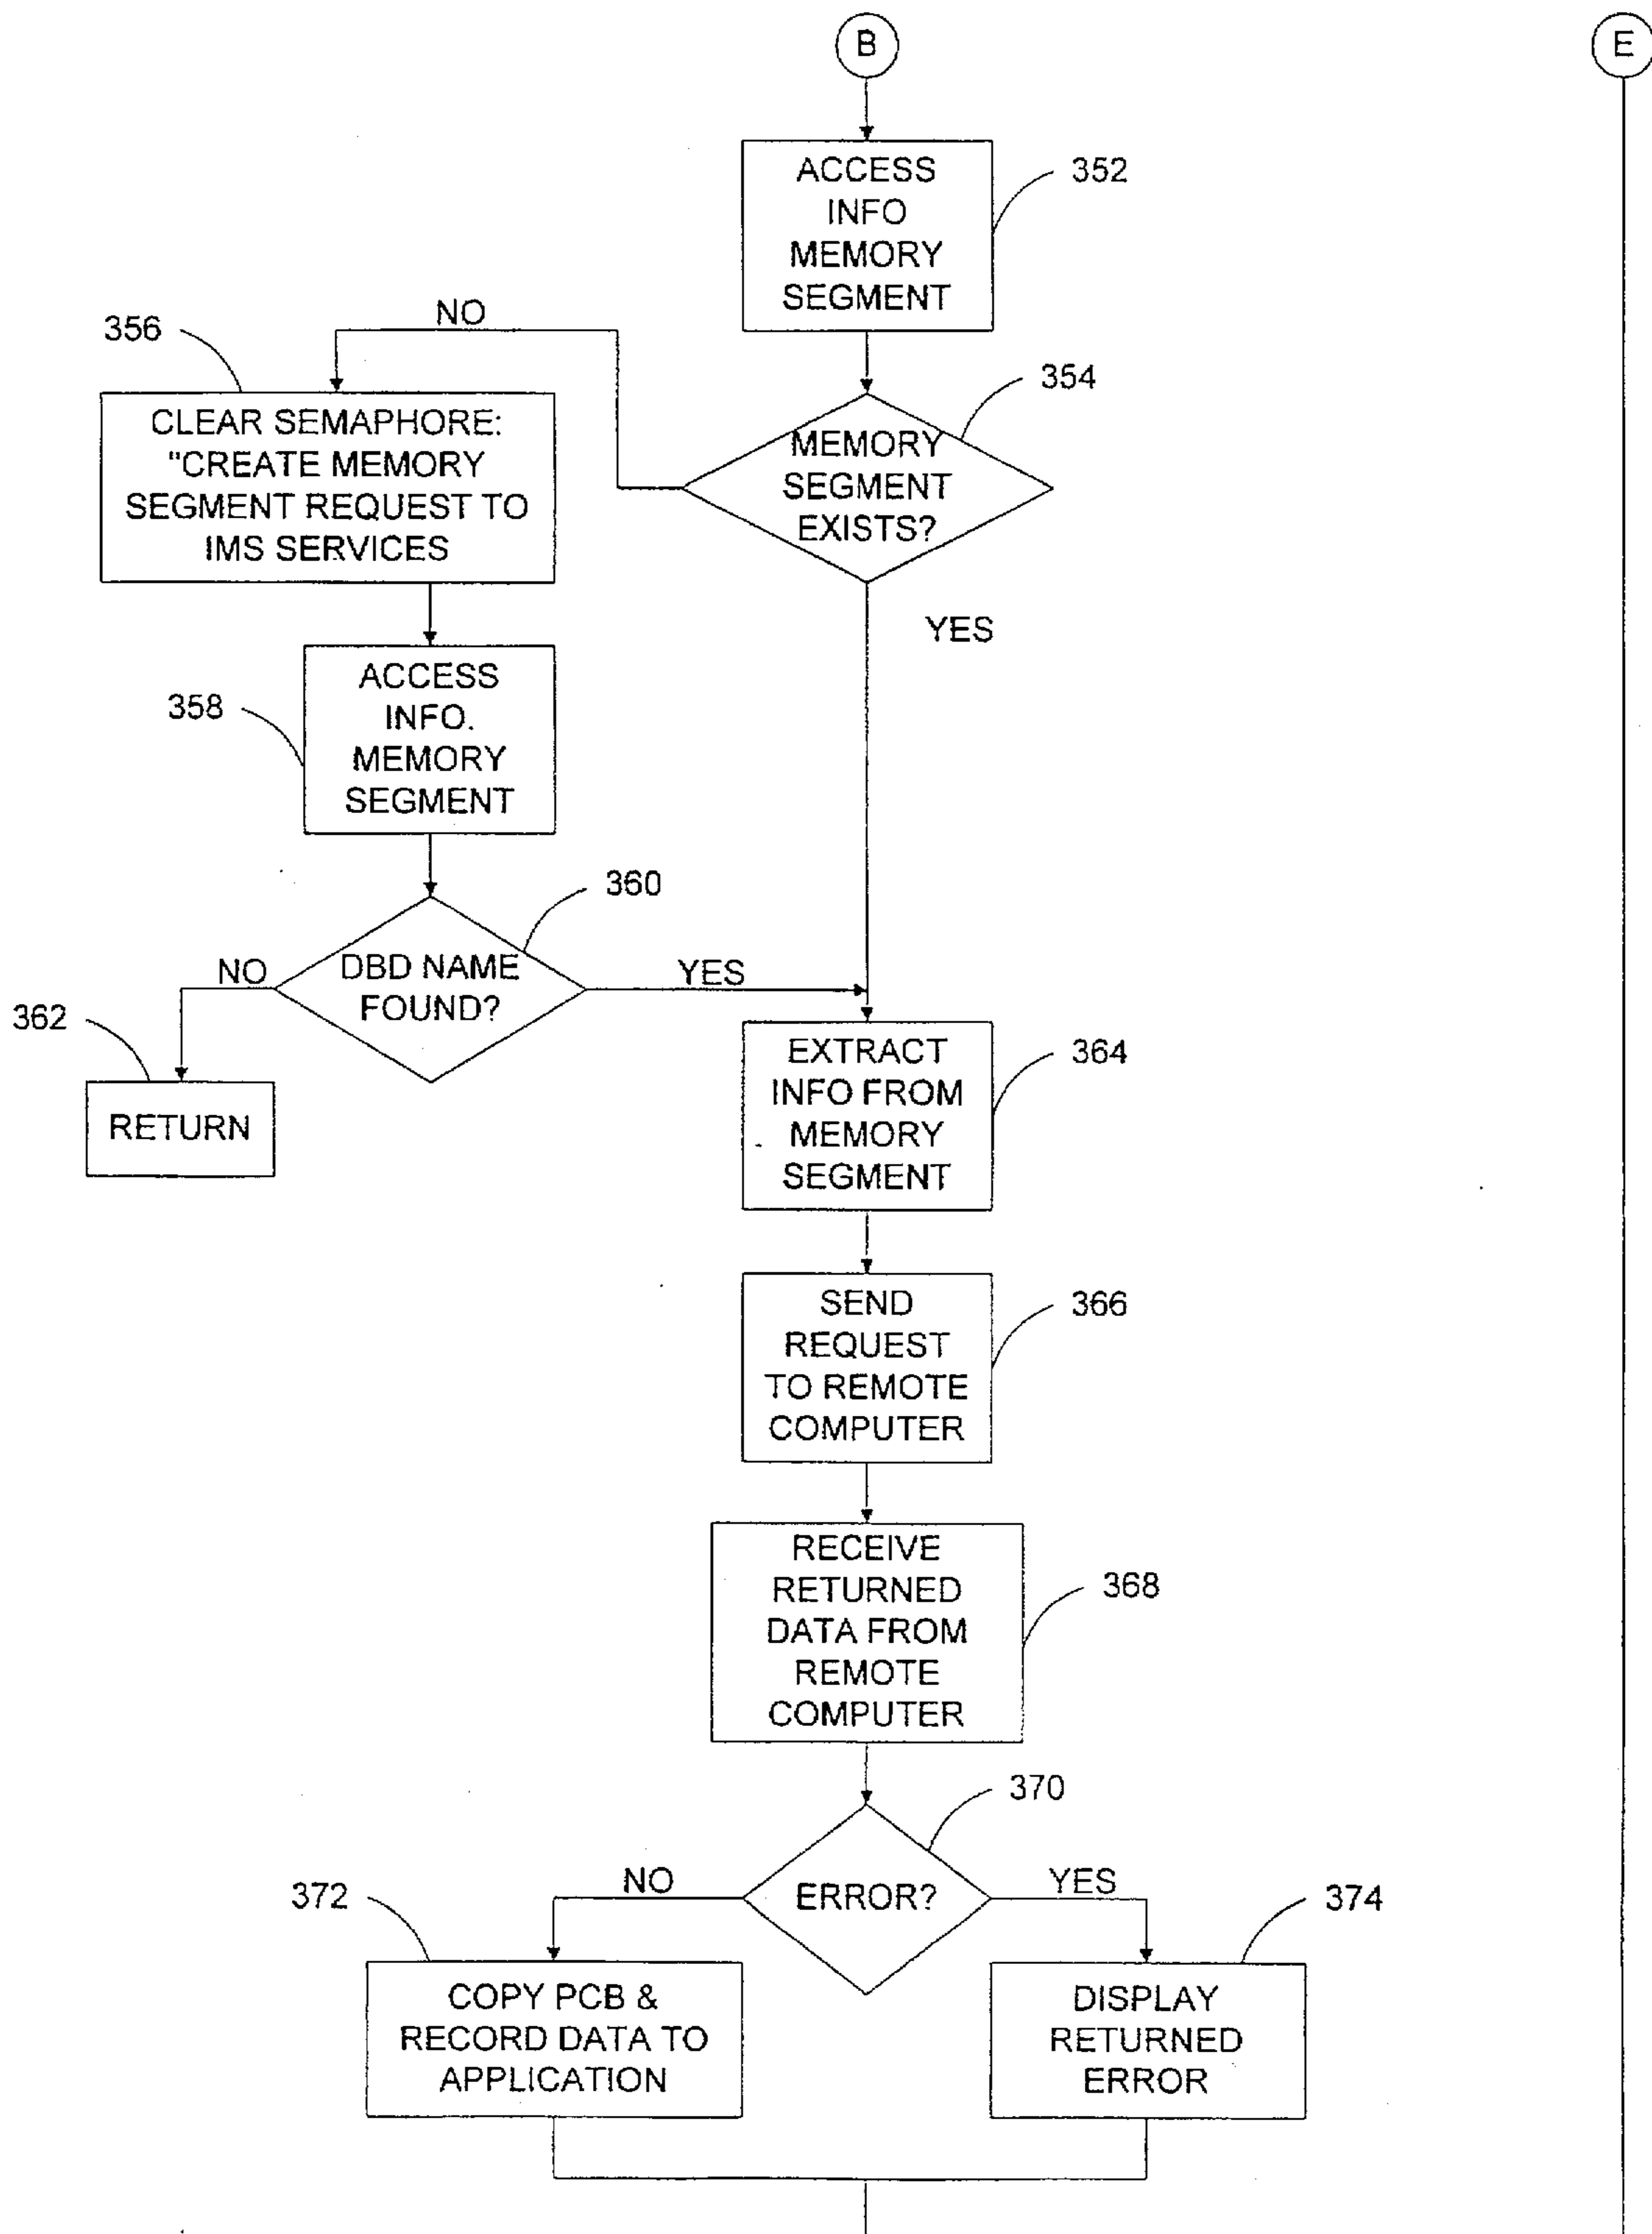 B
E
ACCESS
INFO
MEMORY
SEGMENT
352
NO
356
354
CLEAR SEMAPHORE:
"CREATE MEMORY
SEGMENT REQUEST TO
IMS SERVICES
MEMORY
SEGMENT
EXISTS?
YES
ACCESS
INFO.
MEMORY
SEGMENT
358
360
DBD NAME
FOUND?
NO
YES
362
RETURN
EXTRACT
INFO FROM
MEMORY
SEGMENT
364
SEND
REQUEST
TO REMOTE
COMPUTER
366
RECEIVE
RETURNED
DATA FROM
REMOTE
COMPUTER
368
370
ERROR?
NO
YES
372
374
COPY PCB &
RECORD DATA TO
APPLICATION
DISPLAY
RETURNED
ERROR